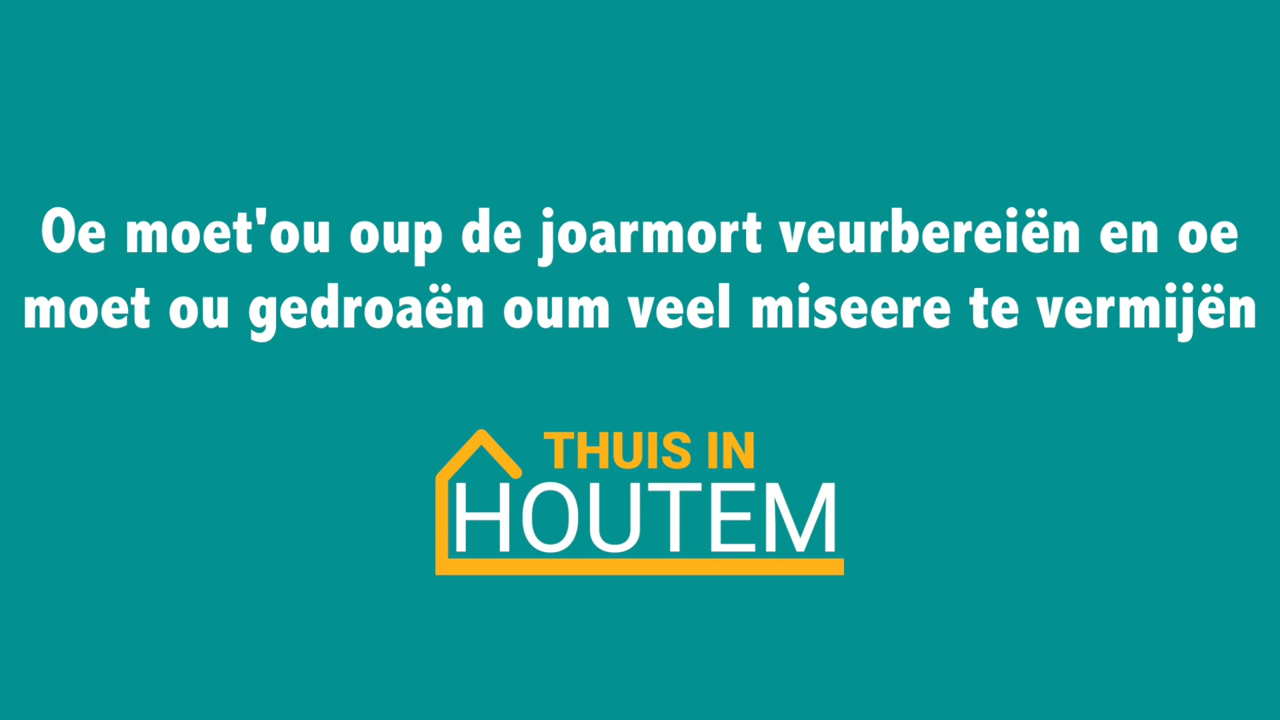 Oe moet'ou oup de joarmort veurbereiën en oe
moet ou gedroaën oum veel miseere te vermijën
THUIS IN
HOUTEM